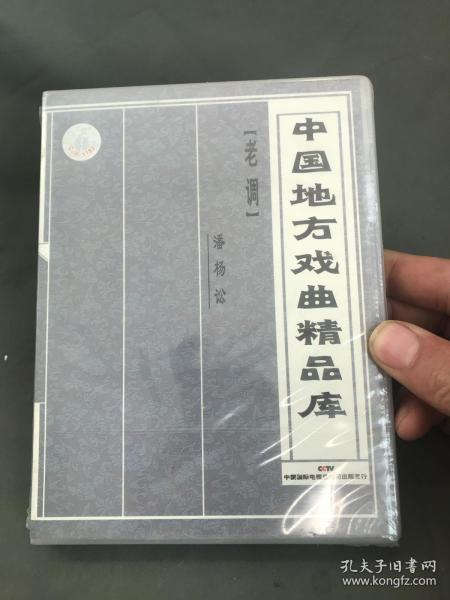 中国地方戏曲精品库
【老调】
潘杨讼
CCTV
中国国际电视总公司出版发行
孔夫子旧书网
www.kongfz.com